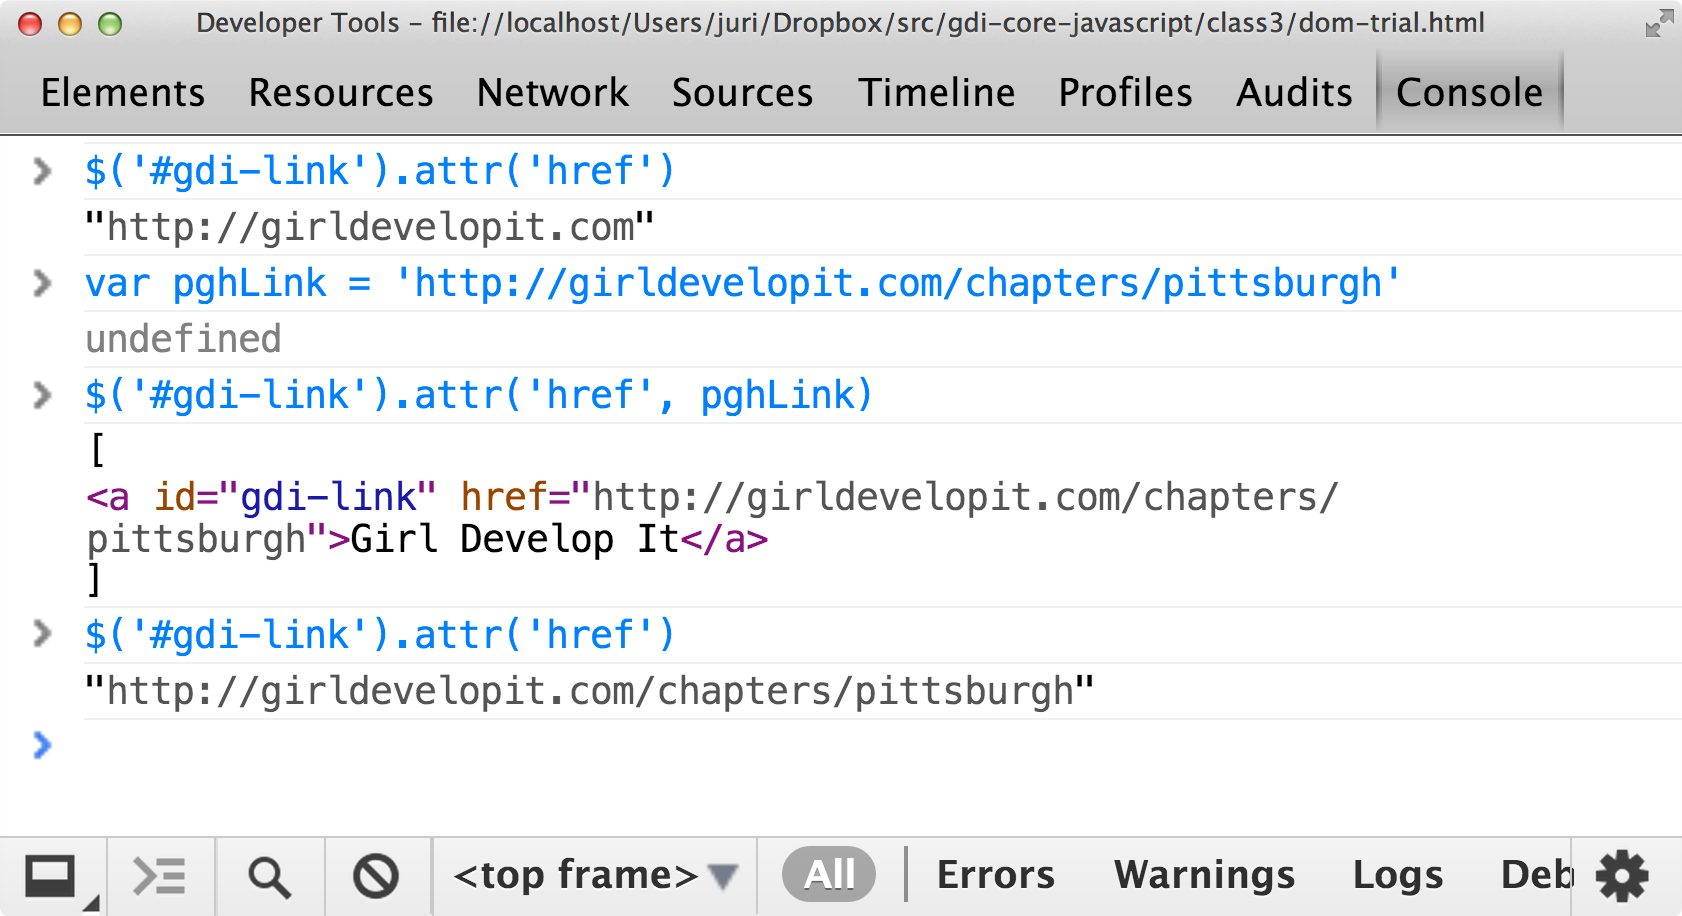 Developer Tools - file://localhost/Users/juri/Dropbox/src/gdi-core-javascript/class3/dom-trial.html
Elements Resources Network Sources Timeline Profiles Audits Console
$('#gdi-link').attr('href')
"http://girldevelopit.com"
var pghLink = 'http://girldevelopit.com/chapters/pittsburgh'
undefined
$('#gdi-link').attr('href', pghLink)
[
<a id="gdi-link" href="http://girldevelopit.com/chapters/
pittsburgh">Girl Develop It</a>
]
$('#gdi-link').attr('href')
"http://girldevelopit.com/chapters/pittsburgh"
<top frame> All Errors Warnings Logs Deb